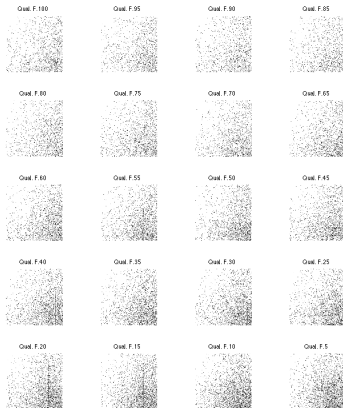 Qual. F.100 Qual. F.95 Qual. F.90 Qual. F.85
Qual. F.80 Qual. F.75 Qual. F.70 Qual. F.65
Qual. F.60 Qual. F.55 Qual. F.50 Qual. F.45
Qual. F.40 Qual. F.35 Qual. F.30 Qual. F.25
Qual. F.20 Qual. F.15 Qual. F.10 Qual. F.5